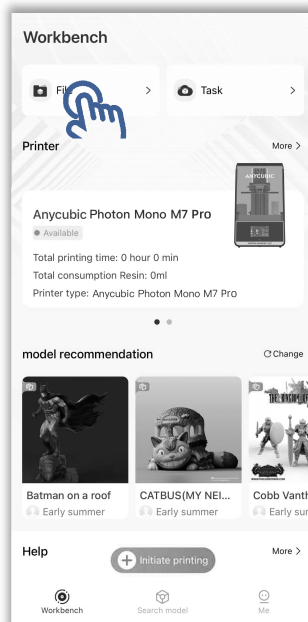 Workbench
File
Task
Printer
More >
ANYCUBIC
Anycubic Photon Mono M7 Pro
Available
Total printing time: 0 hour 0 min
Total consumption Resin: 0ml
Printer type: Anycubic Photon Mono M7 Pro
model recommendation
Change
Batman on a roof
CATBUS(MY NEI...
Cobb Vanth
Early summer
Early summer
Early sur
Help
Initiate printing
More >
Workbench
Search model
Me